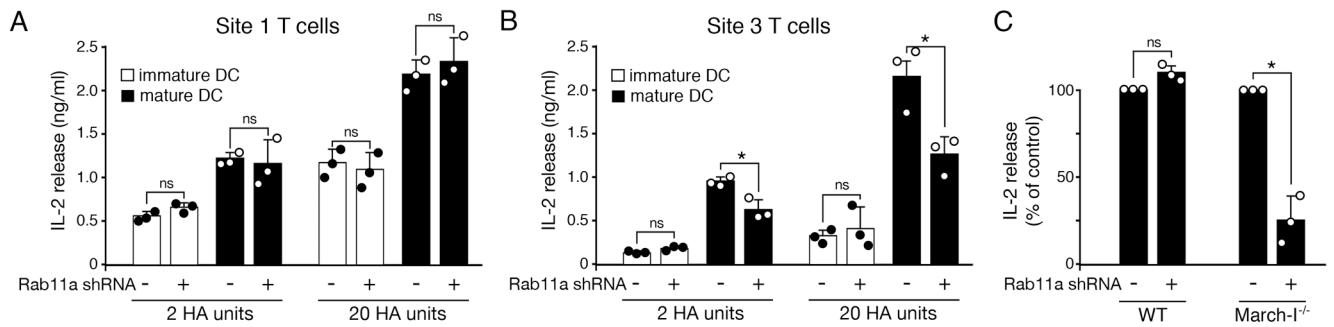 A
Site 1 T cells
IL-2 release (ng/ml)
2.5
2.0
1.5
1.0
0.5
0
immature DC
mature DC
ns
ns
ns
ns
Rab11a shRNA - + - + - + - +
2 HA units 20 HA units
B
Site 3 T cells
IL-2 release (ng/ml)
2.5
2.0
1.5
1.0
0.5
0
immature DC
mature DC
ns
*
ns
*
Rab11a shRNA - + - + - + - +
2 HA units 20 HA units
C
IL-2 release
(% of control)
100
50
0
ns
*
Rab11a shRNA - + - +
WT March-I-/-